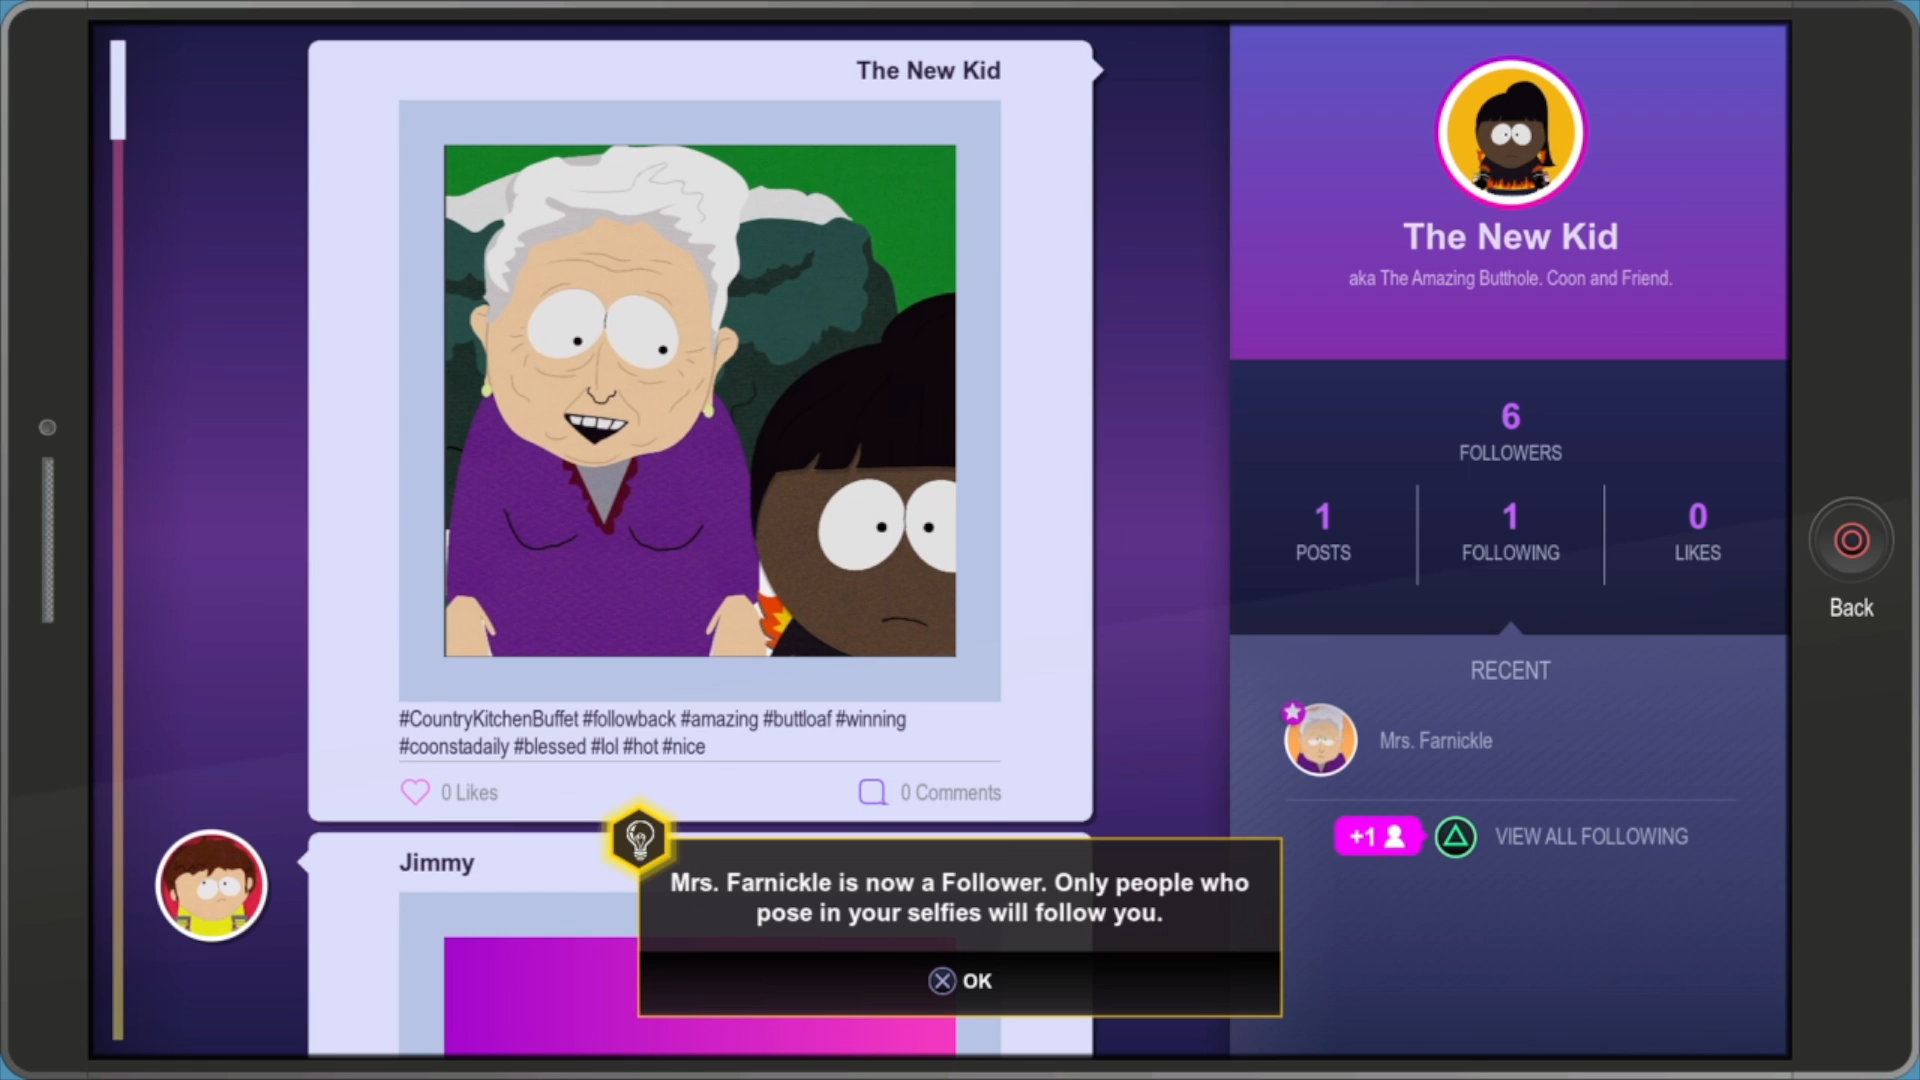 The New Kid
#CountryKitchenBuffet #followback #amazing #buttloaf #winning
#coonstadaily #blessed #lol #hot #nice
0 Likes
0 Comments
Jimmy
Mrs. Farnickle is now a Follower. Only people who
pose in your selfies will follow you.
OK
The New Kid
aka The Amazing Butthole. Coon and Friend.
6
FOLLOWERS
1
POSTS
1
FOLLOWING
0
LIKES
RECENT
Mrs. Farnickle
+1
VIEW ALL FOLLOWING
Back